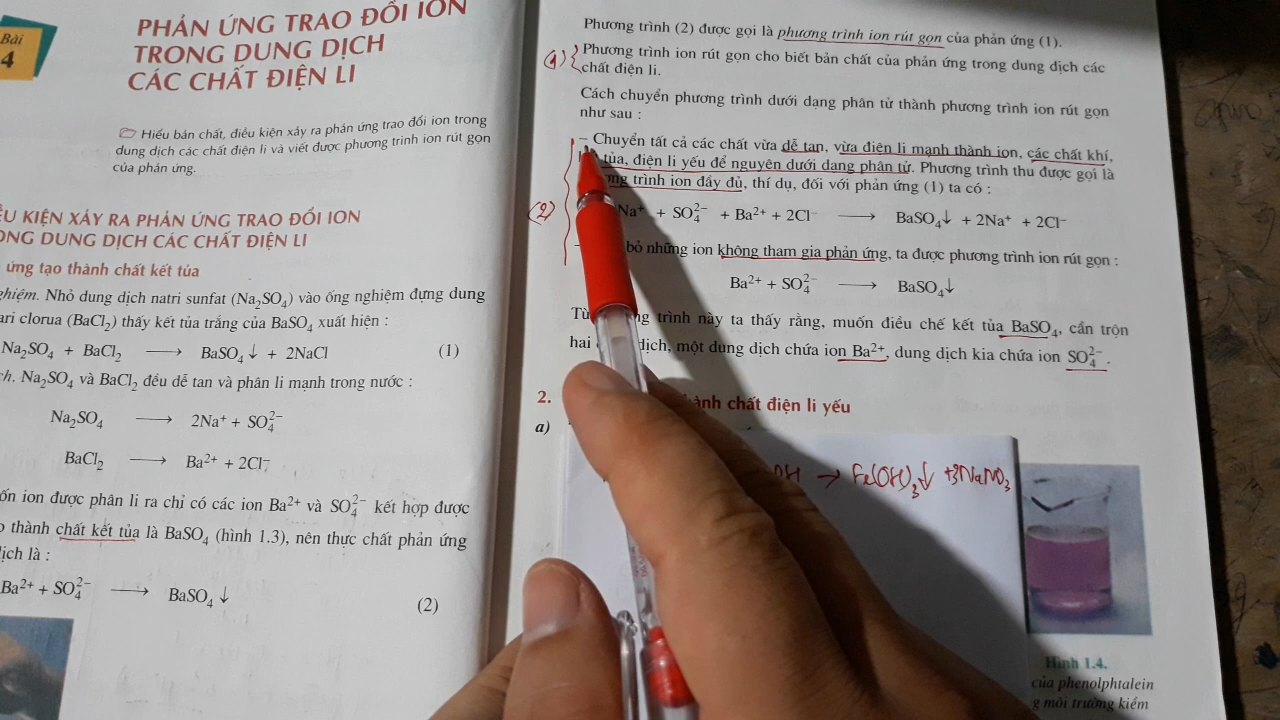 Bài
4
PHẢN ỨNG TRAO ĐỔI ION
TRONG DUNG DỊCH
CÁC CHẤT ĐIỆN LI
Hiểu bản chất, điều kiện xảy ra phản ứng trao đổi ion trong
dung dịch các chất điện li và viết được phương trình ion rút gọn
của phản ứng.
KIỆN XẢY RA PHẢN ỨNG TRAO ĐỔI ION
DUNG DỊCH CÁC CHẤT ĐIỆN LI
ứng tạo thành chất kết tủa
Nhỏ dung dịch natri sunfat (Na₂SO₄) vào ống nghiệm đựng dung
clorua (BaCl₂) thấy kết tủa trắng của BaSO₄ xuất hiện :
Na₂SO₄ + BaCl₂ ⟶ BaSO₄↓ + 2NaCl (1)
Na₂SO₄ và BaCl₂ đều dễ tan và phân li mạnh trong nước :
Na₂SO₄ ⟶ 2Na⁺ + SO₄²⁻
BaCl₂ ⟶ Ba²⁺ + 2Cl⁻
ion được phân li ra chỉ có các ion Ba²⁺ và SO₄²⁻ kết hợp được
thành chất kết tủa là BaSO₄ (hình 1.3), nên thực chất phản ứng
là :
Ba²⁺ + SO₄²⁻ ⟶ BaSO₄↓ (2)
Phương trình (2) được gọi là phương trình ion rút gọn của phản ứng (1).
(1) Phương trình ion rút gọn cho biết bản chất của phản ứng trong dung dịch các
chất điện li.
Cách chuyển phương trình dưới dạng phân tử thành phương trình ion rút gọn
như sau :
– Chuyển tất cả các chất vừa dễ tan, vừa điện li mạnh thành ion, các chất khí,
tủa, điện li yếu để nguyên dưới dạng phân tử. Phương trình thu được gọi là
trình ion đầy đủ, thí dụ, đối với phản ứng (1) ta có :
(2) Na⁺ + SO₄²⁻ + Ba²⁺ + 2Cl⁻ ⟶ BaSO₄↓ + 2Na⁺ + 2Cl⁻
bỏ những ion không tham gia phản ứng, ta được phương trình ion rút gọn :
Ba²⁺ + SO₄²⁻ ⟶ BaSO₄↓
trình này ta thấy rằng, muốn điều chế kết tủa BaSO₄, cần trộn
hai dịch, một dung dịch chứa ion Ba²⁺, dung dịch kia chứa ion SO₄²⁻.
2. chất điện li yếu
a)
OH → Fe(OH)₃↓ +3NaNO₃
Hình 1.4.
của phenolphtalein
môi trường kiềm